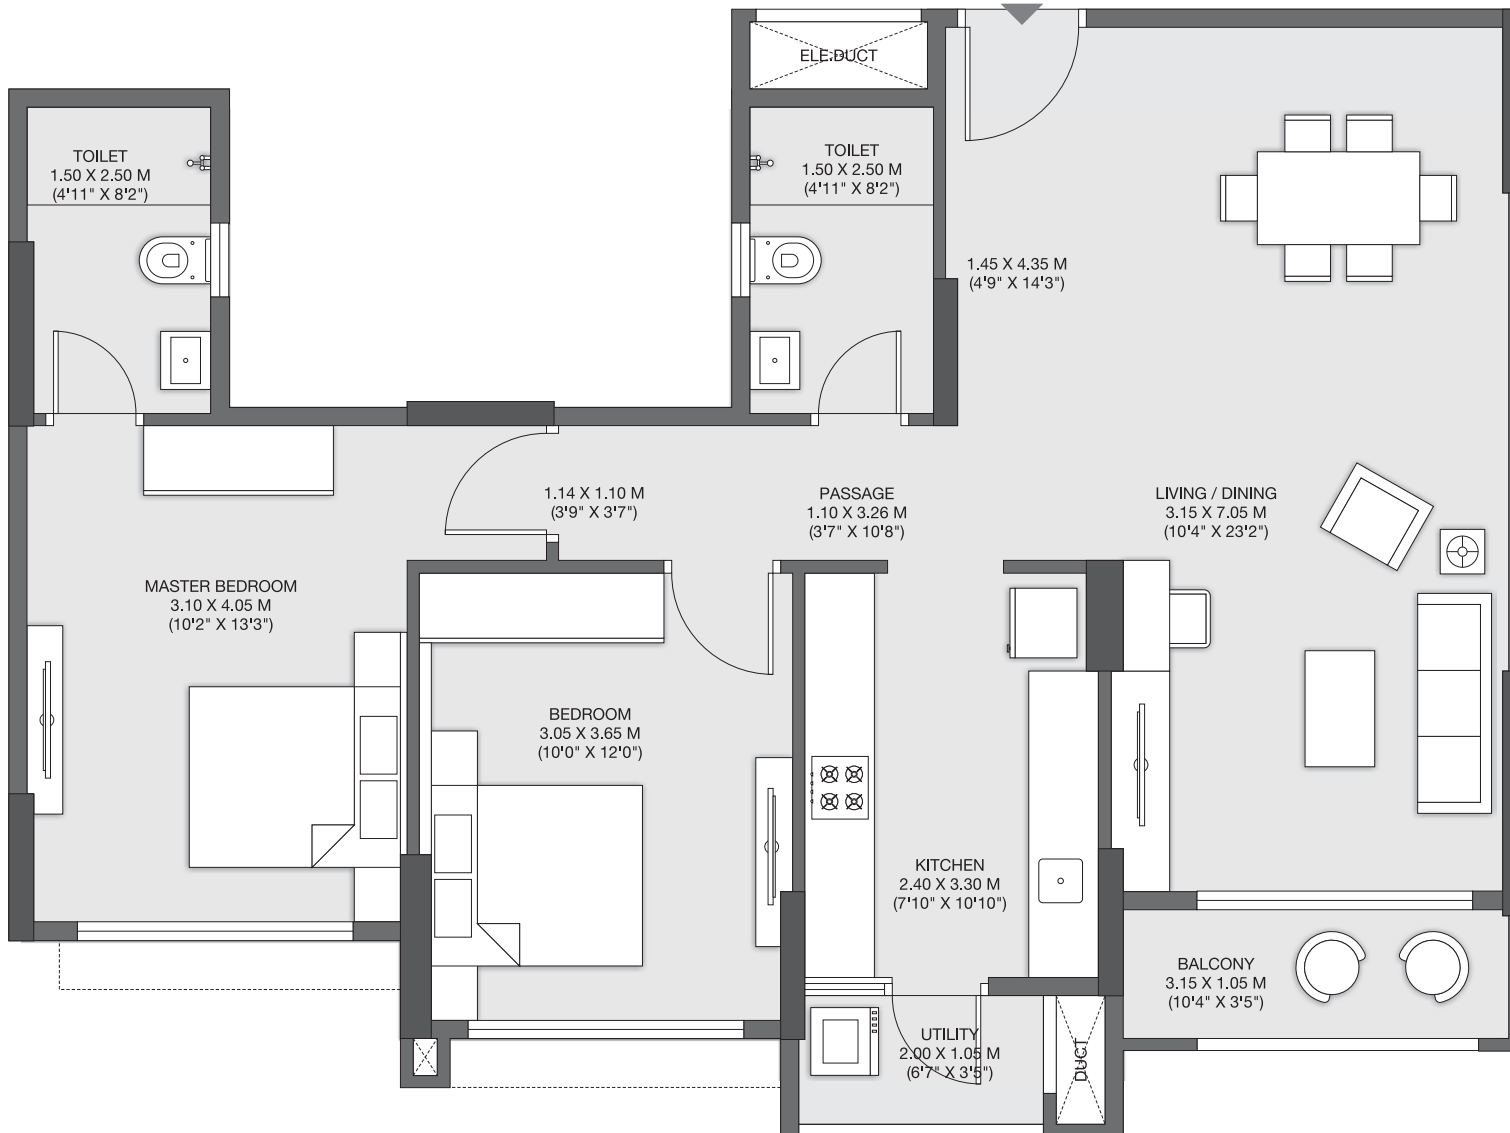 ELE.DUCT
TOILET
1.50 X 2.50 M
(4'11" X 8'2")
TOILET
1.50 X 2.50 M
(4'11" X 8'2")
1.45 X 4.35 M
(4'9" X 14'3")
1.14 X 1.10 M
(3'9" X 3'7")
PASSAGE
1.10 X 3.26 M
(3'7" X 10'8")
LIVING / DINING
3.15 X 7.05 M
(10'4" X 23'2")
MASTER BEDROOM
3.10 X 4.05 M
(10'2" X 13'3")
BEDROOM
3.05 X 3.65 M
(10'0" X 12'0")
KITCHEN
2.40 X 3.30 M
(7'10" X 10'10")
BALCONY
3.15 X 1.05 M
(10'4" X 3'5")
UTILITY
2.00 X 1.05 M
(6'7" X 3'5")
DUCT